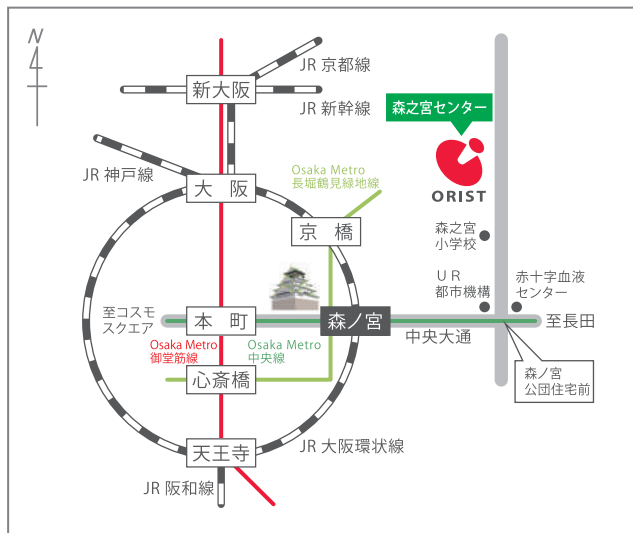 N
JR 京都線
新大阪
JR 新幹線
森之宮センター
ORIST
JR 神戸線
大 阪
Osaka Metro
長堀鶴見緑地線
京 橋
森之宮
小学校
UR
都市機構
赤十字血液
センター
至コスモ
スクエア
本 町
森ノ宮
中央大通
至長田
Osaka Metro
御堂筋線
Osaka Metro
中央線
心斎橋
森ノ宮
公団住宅前
天王寺
JR 大阪環状線
JR 阪和線